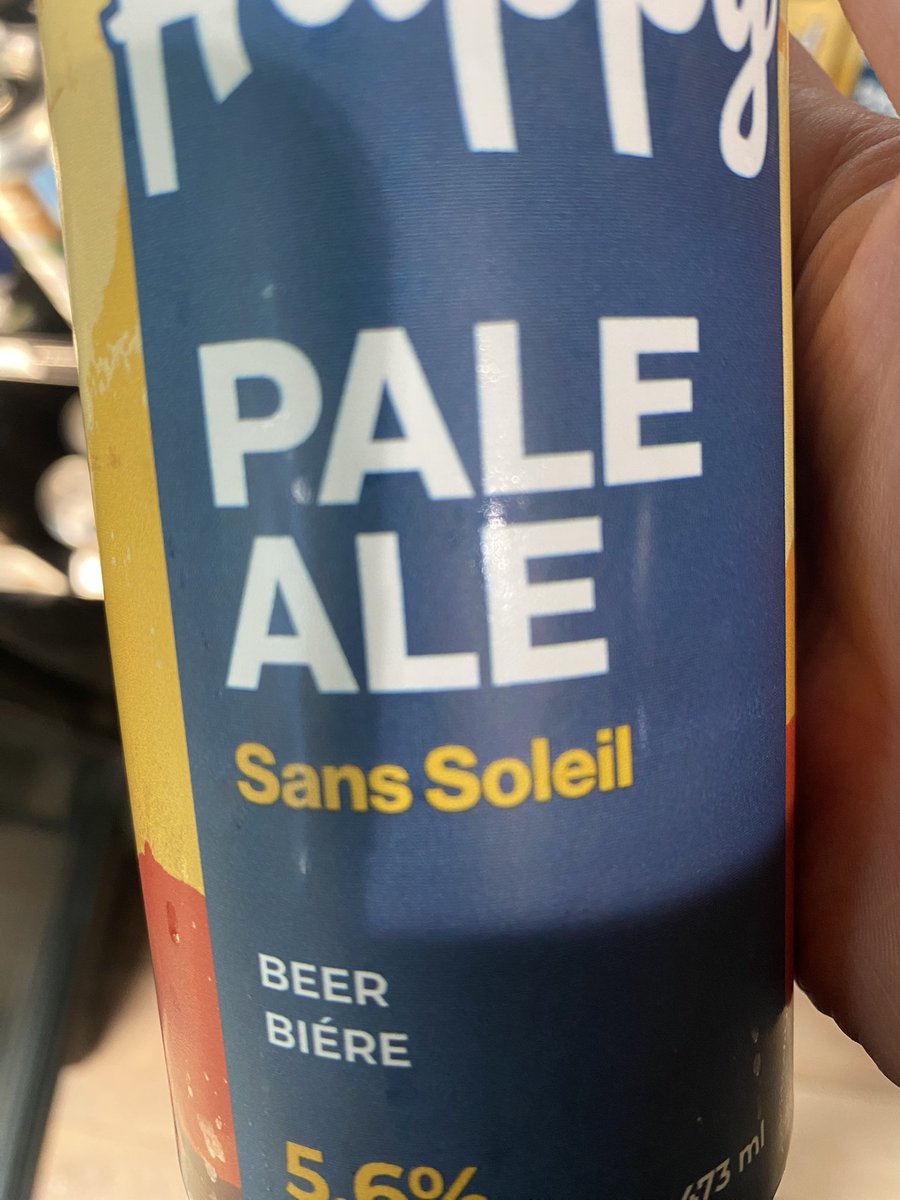 PALE
ALE
Sans Soleil
BEER
BIÉRE
5.6%
473 ml